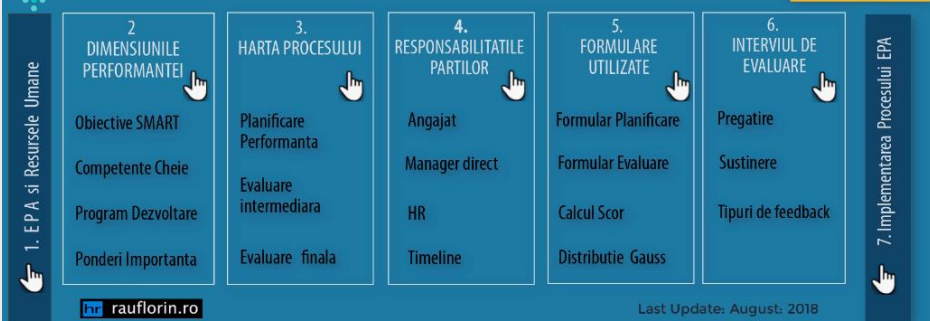 1. E P A si Resursele Umane
2
DIMENSIUNILE
PERFORMANTEI
Obiective SMART
Competente Cheie
Program Dezvoltare
Ponderi Importanta
3.
HARTA PROCESULUI
Planificare
Performanta
Evaluare
intermediara
Evaluare finala
4.
RESPONSABILITATILE
PARTILOR
Angajat
Manager direct
HR
Timeline
5.
FORMULARE
UTILIZATE
Formular Planificare
Formular Evaluare
Calcul Scor
Distributie Gauss
6.
INTERVIUL DE
EVALUARE
Pregatire
Sustinere
Tipuri de feedback
7. Implementarea Procesului EPA
hr rauflorin.ro
Last Update: August: 2018